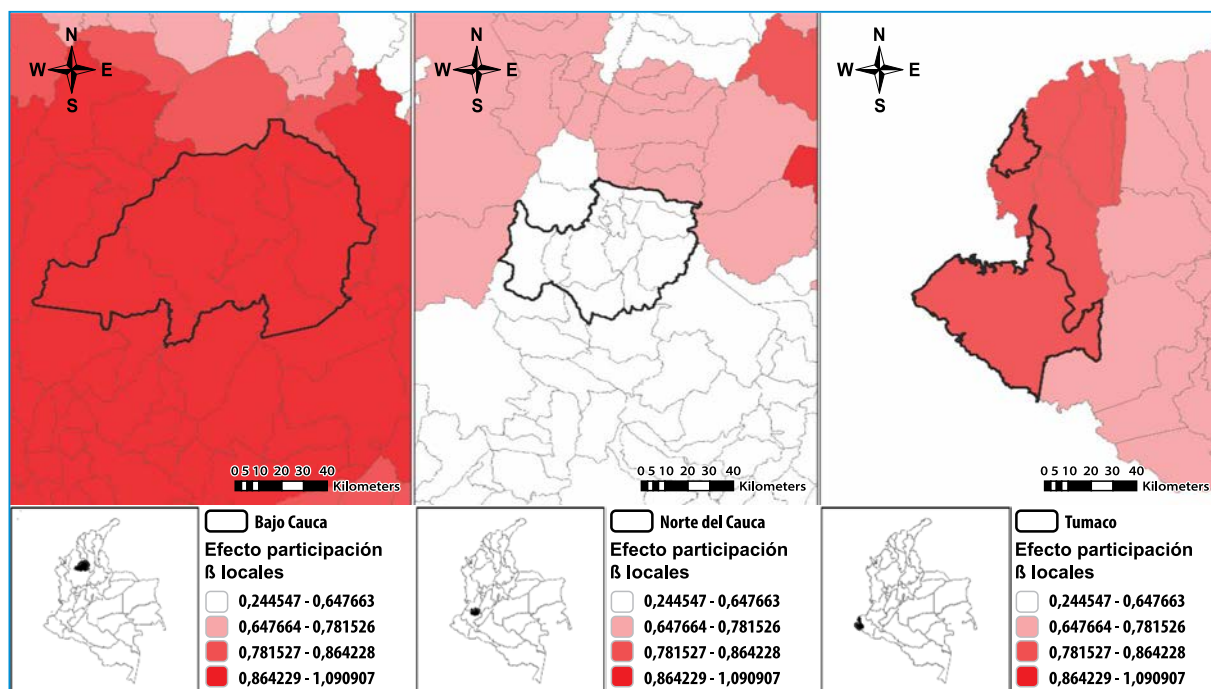 N
W E
S
0 5 10 20 30 40
Kilometers
Bajo Cauca
Efecto participación
ß locales
0,244547 - 0,647663
0,647664 - 0,781526
0,781527 - 0,864228
0,864229 - 1,090907
N
W E
S
0 5 10 20 30 40
Kilometers
Norte del Cauca
Efecto participación
ß locales
0,244547 - 0,647663
0,647664 - 0,781526
0,781527 - 0,864228
0,864229 - 1,090907
N
W E
S
0 5 10 20 30 40
Kilometers
Tumaco
Efecto participación
ß locales
0,244547 - 0,647663
0,647664 - 0,781526
0,781527 - 0,864228
0,864229 - 1,090907